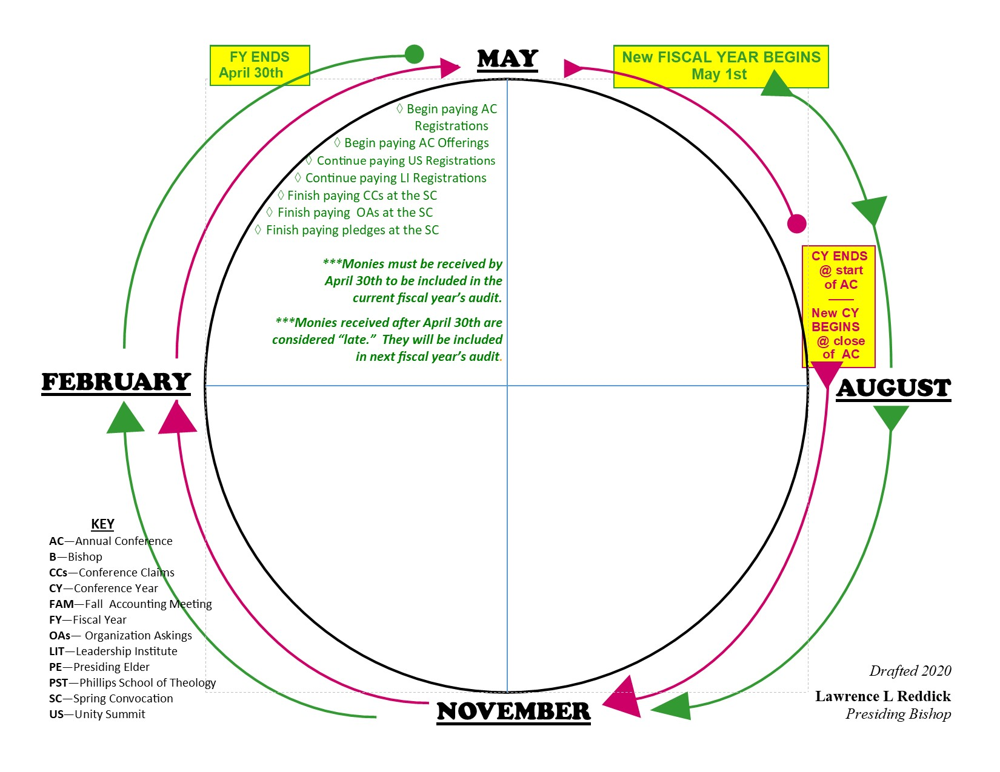 FY ENDS
April 30th
MAY
New FISCAL YEAR BEGINS
May 1st
◊ Begin paying AC
Registrations
◊ Begin paying AC Offerings
◊ Continue paying US Registrations
◊ Continue paying LI Registrations
◊ Finish paying CCs at the SC
◊ Finish paying  OAs at the SC
◊ Finish paying pledges at the SC
***Monies must be received by
April 30th to be included in the
current fiscal year’s audit.
***Monies received after April 30th are
considered “late.”  They will be included
in next fiscal year’s audit.
CY ENDS
@ start
of AC
New CY
BEGINS
@ close
of  AC
FEBRUARY
AUGUST
KEY
AC—Annual Conference
B—Bishop
CCs—Conference Claims
CY—Conference Year
FAM—Fall  Accounting Meeting
FY—Fiscal Year
OAs— Organization Askings
LIT—Leadership Institute
PE—Presiding Elder
PST—Phillips School of Theology
SC—Spring Convocation
US—Unity Summit
NOVEMBER
Drafted 2020
Lawrence L Reddick
Presiding Bishop